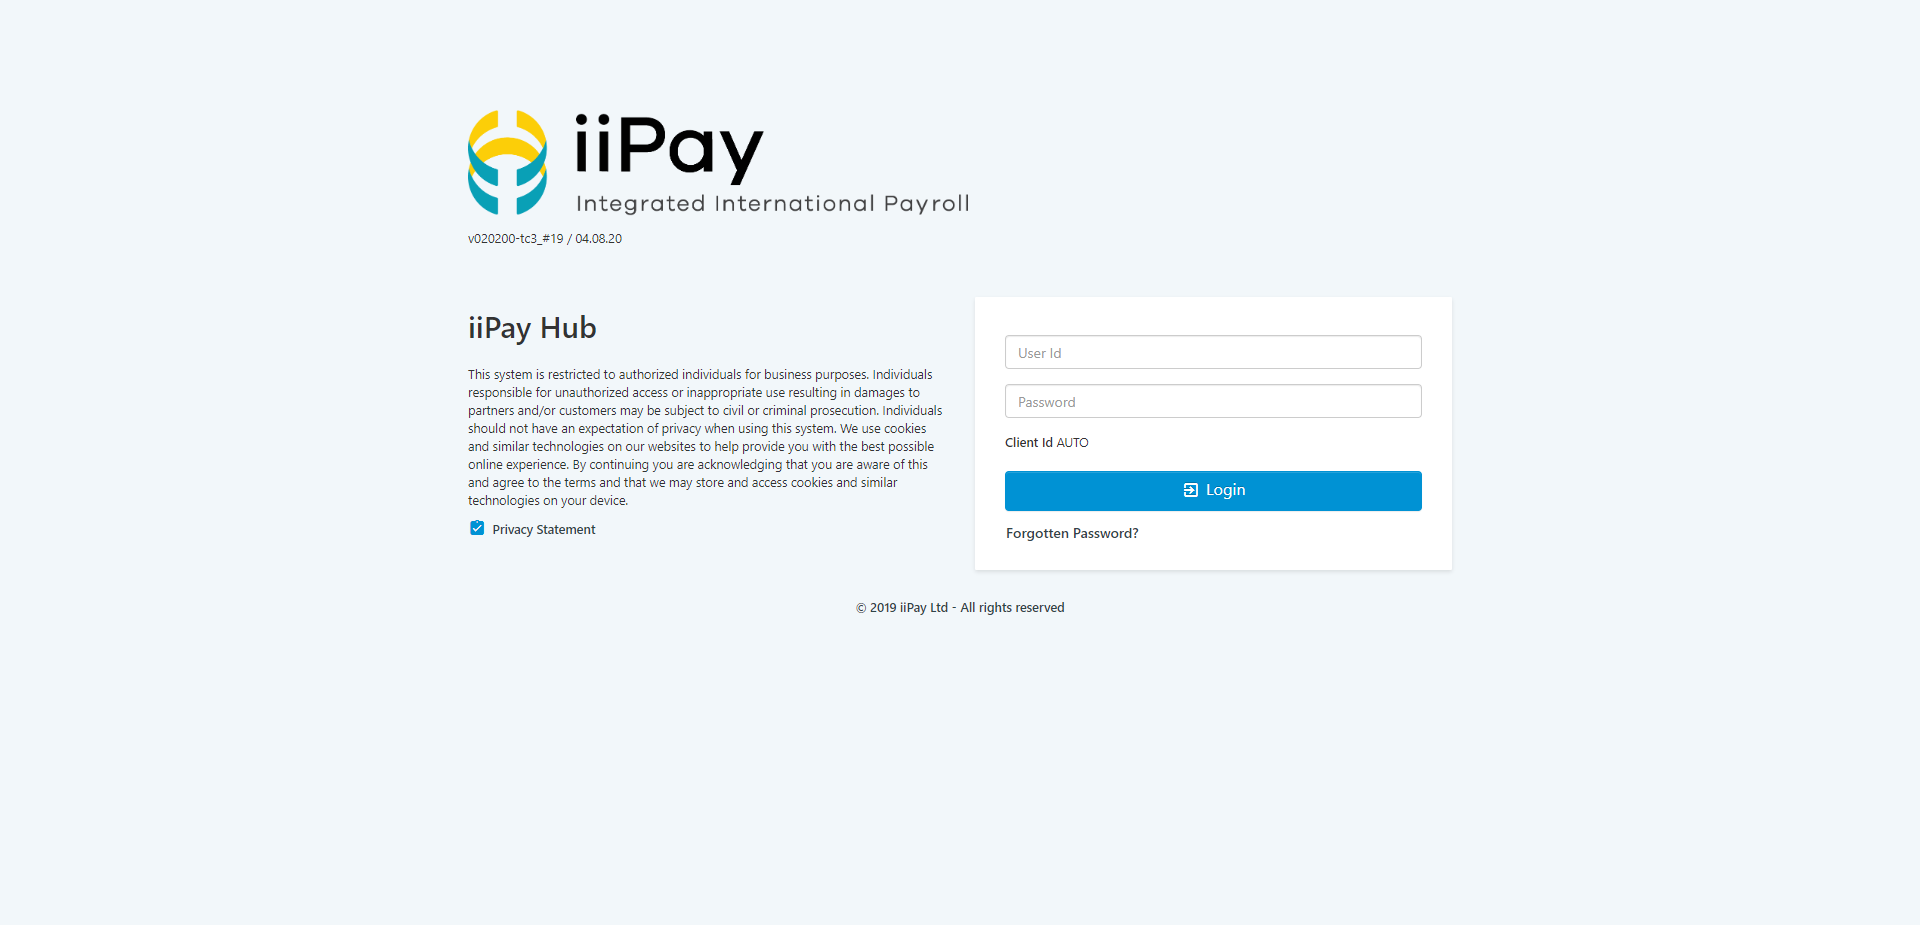 iiPay
Integrated International Payroll
v020200-tc3_#19 / 04.08.20
iiPay Hub
This system is restricted to authorized individuals for business purposes. Individuals
responsible for unauthorized access or inappropriate use resulting in damages to
partners and/or customers may be subject to civil or criminal prosecution. Individuals
should not have an expectation of privacy when using this system. We use cookies
and similar technologies on our websites to help provide you with the best possible
online experience. By continuing you are acknowledging that you are aware of this
and agree to the terms and that we may store and access cookies and similar
technologies on your device.
Privacy Statement
User Id
Password
Client Id AUTO
Login
Forgotten Password?
© 2019 iiPay Ltd - All rights reserved